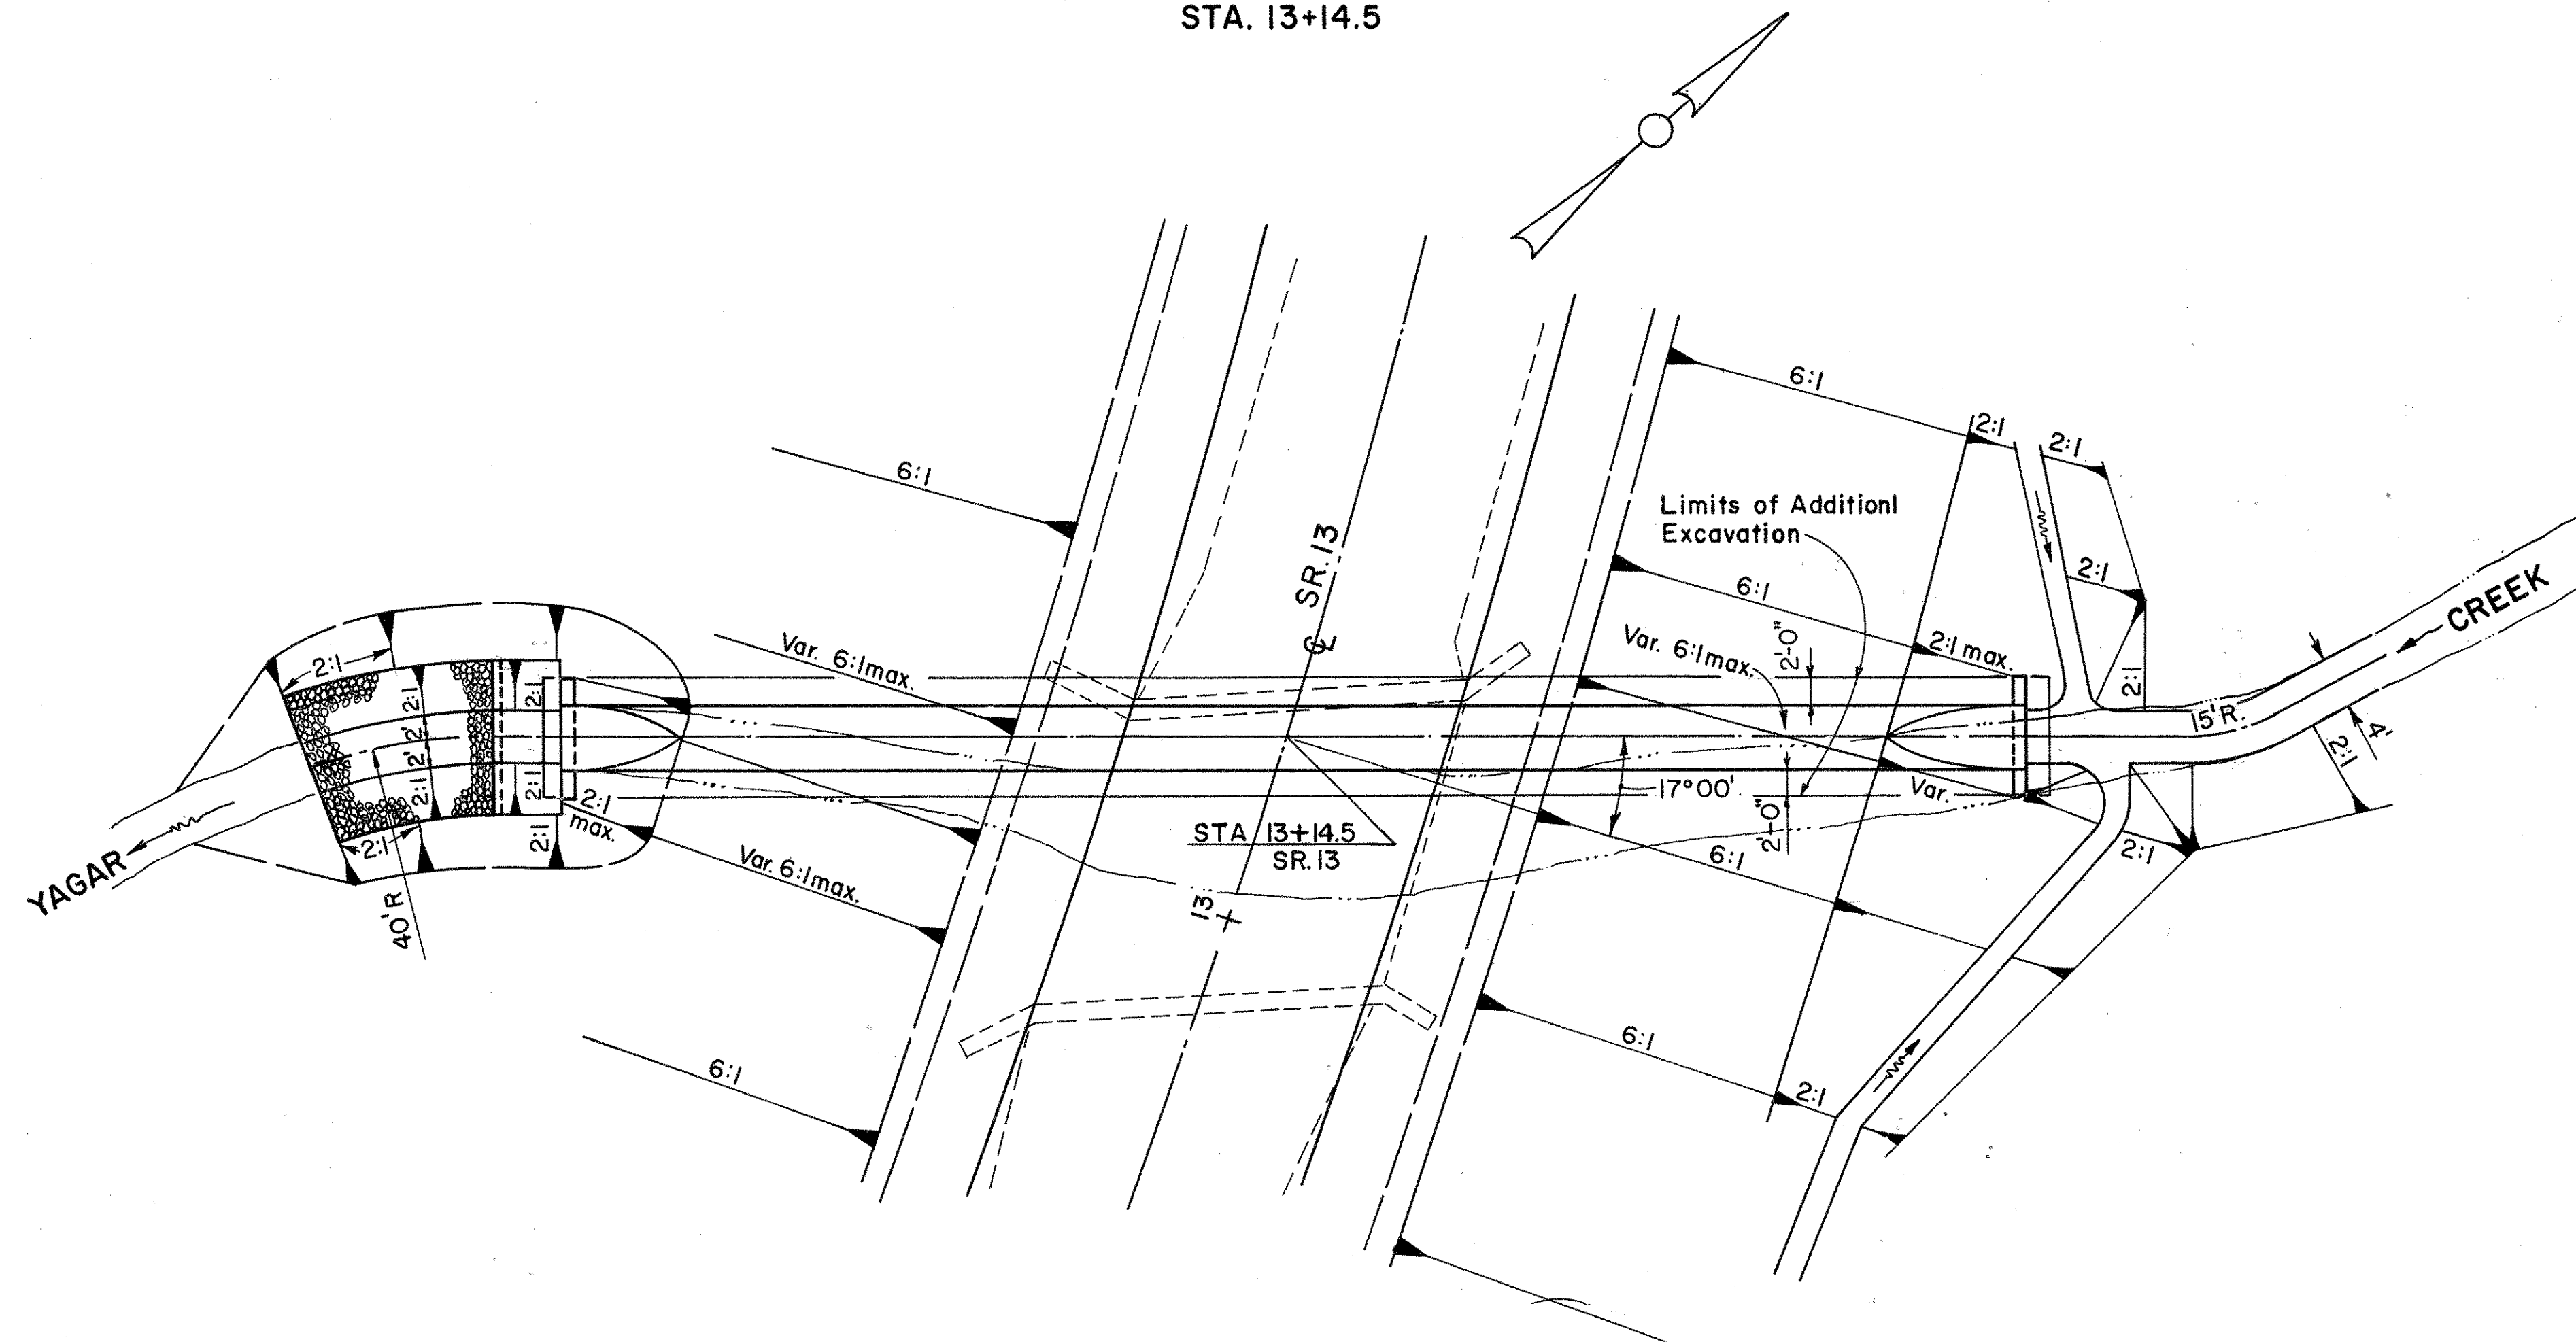 STA. 13+14.5
6:1
2:1
2:1
6:1
Limits of Additionl
Excavation
SR. 13
℄
2:1
6:1
CREEK
Var. 6:1max.
Var. 6:1max.
2'-0"
2:1 max.
2:1
2:1
2:1
2:1
15'R.
4'
2:1
2'
2'
2:1
2:1
2:1
2:1
max.
2:1
2:1
17°00'
Var.
2'-0"
STA 13+14.5
SR.13
6:1
2:1
YAGAR
Var. 6:1max.
40'R
13
6:1
6:1
2:1